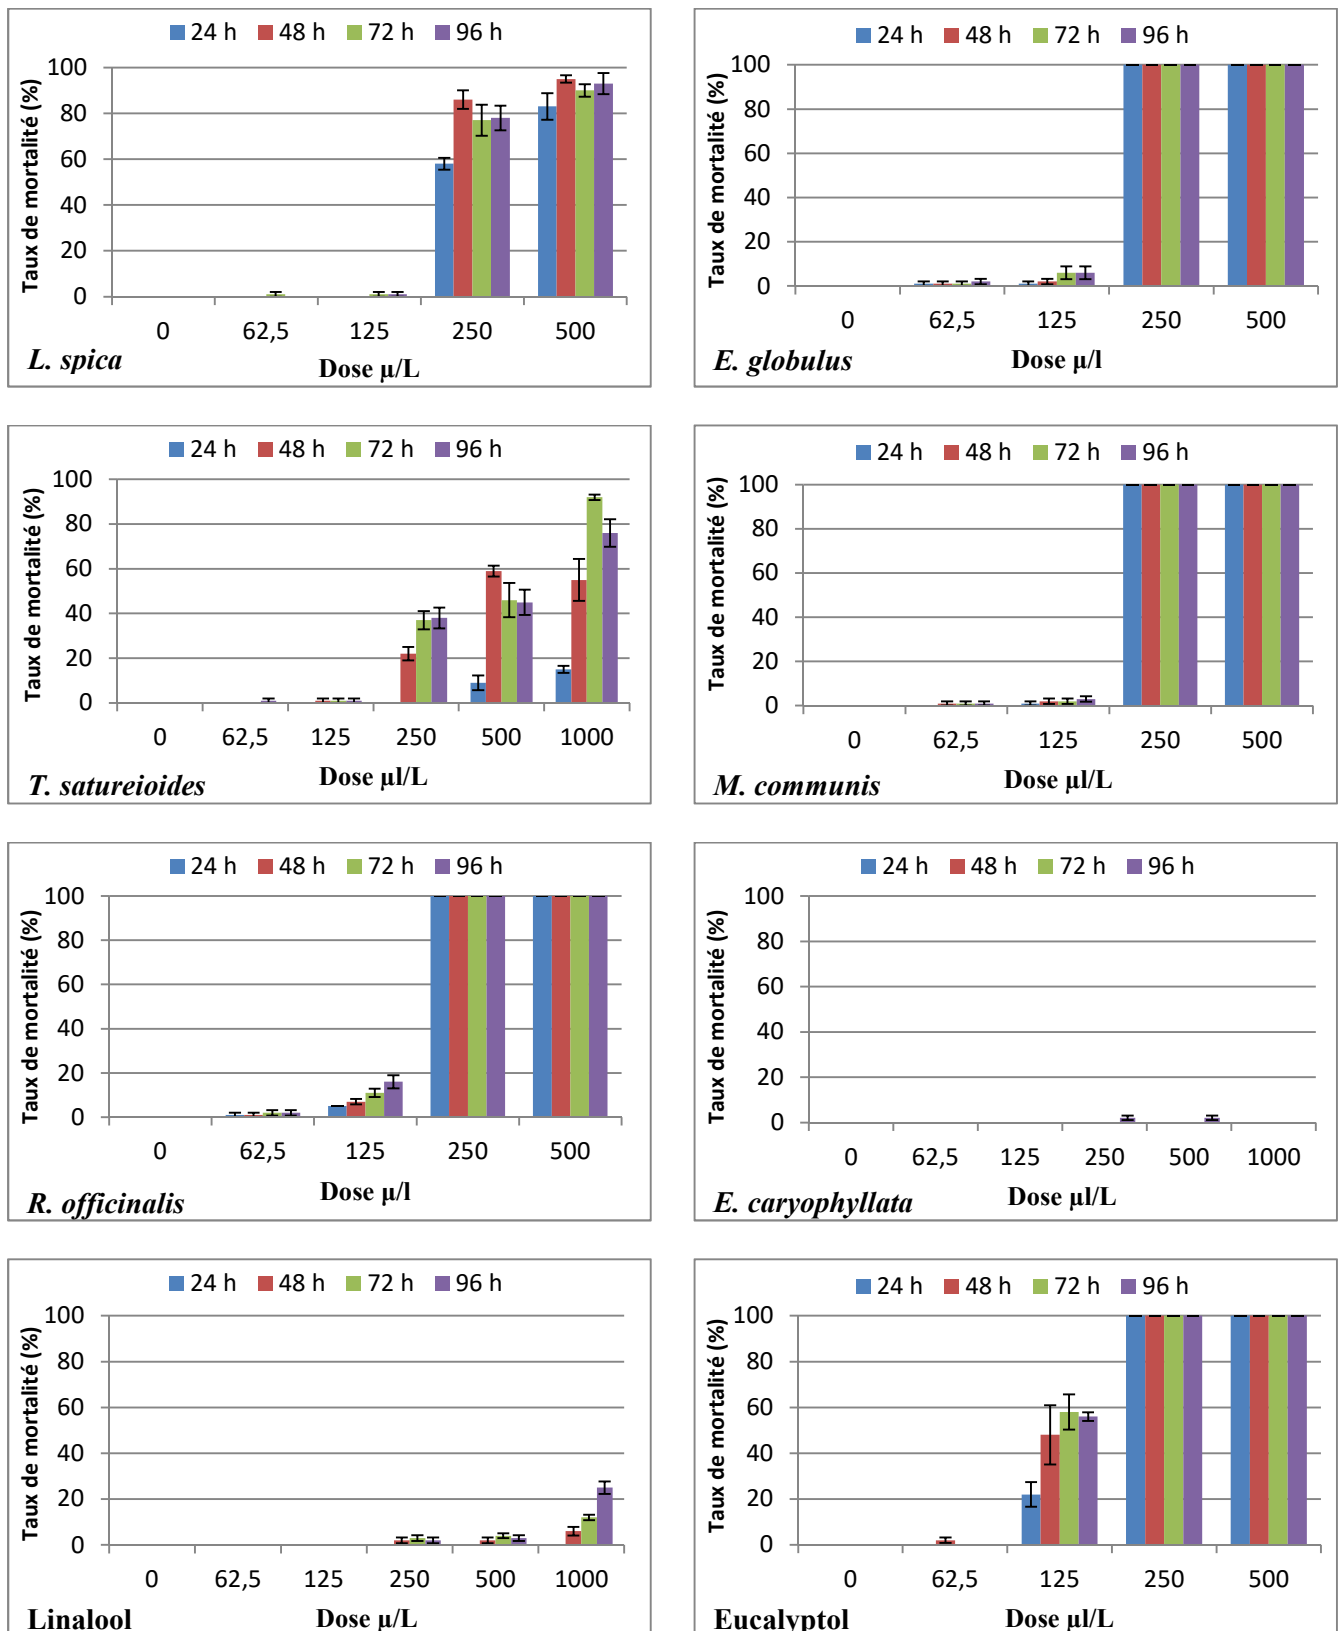 24 h 48 h 72 h 96 h
Taux de mortalité (%)
100
80
60
40
20
0
0 62,5 125 250 500
L. spica
Dose µ/L
24 h 48 h 72 h 96 h
Taux de mortalité (%)
100
80
60
40
20
0
0 62,5 125 250 500
E. globulus
Dose µ/l
24 h 48 h 72 h 96 h
Taux de mortalité (%)
100
80
60
40
20
0
0 62,5 125 250 500 1000
T. satureioides
Dose µl/L
24 h 48 h 72 h 96 h
Taux de mortalité (%)
100
80
60
40
20
0
0 62,5 125 250 500
M. communis
Dose µl/L
24 h 48 h 72 h 96 h
Taux de mortalité (%)
100
80
60
40
20
0
0 62,5 125 250 500
R. officinalis
Dose µ/l
24 h 48 h 72 h 96 h
Taux de mortalité (%)
100
80
60
40
20
0
0 62,5 125 250 500 1000
E. caryophyllata
Dose µl/L
24 h 48 h 72 h 96 h
Taux de mortalité (%)
100
80
60
40
20
0
0 62,5 125 250 500 1000
Linalool
Dose µ/L
24 h 48 h 72 h 96 h
Taux de mortalité (%)
100
80
60
40
20
0
0 62,5 125 250 500
Eucalyptol
Dose µl/L